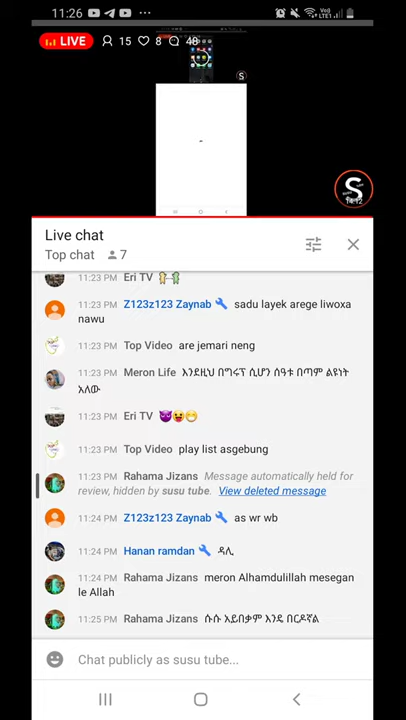 11:26
LTE1
LIVE 15 8 48
S
Live chat
Top chat 7
11:23 PM Eri TV
11:23 PM Z123z123 Zaynab sadu layek arege liwoxa
nawu
11:23 PM Top Video are jemari neng
11:23 PM Meron Life እንደዚህ በግሩፕ ሲሆን ሰዓቱ በጣም ልዩነት
አለው
11:23 PM Eri TV
11:23 PM Top Video play list asgebung
11:23 PM Rahama Jizans Message automatically held for
review, hidden by susu tube. View deleted message
11:24 PM Z123z123 Zaynab as wr wb
11:24 PM Hanan ramdan ዳሊ
11:24 PM Rahama Jizans meron Alhamdulillah mesegan
le Allah
11:25 PM Rahama Jizans ሱሱ አይበቃም እንዴ በርዶኛል
Chat publicly as susu tube...